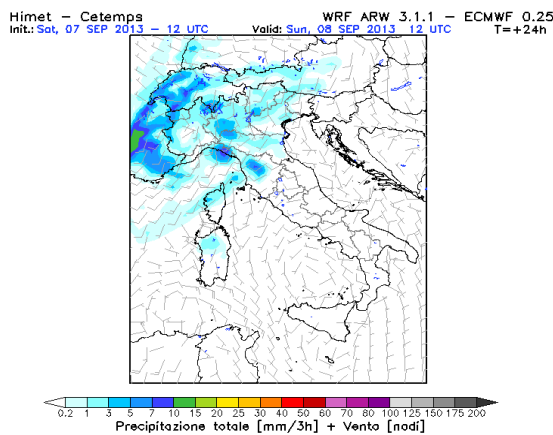 Himet – Cetemps WRF ARW 3.1.1 – ECMWF 0.25
Init.: Sat, 07 SEP 2013 – 12 UTC Valid: Sun, 08 SEP 2013 12 UTC T=+24h
0.2 1 3 5 7 10 15 20 25 30 40 50 60 70 80 100 125 150 175 200
Precipitazione totale [mm/3h] + Vento [nodi]